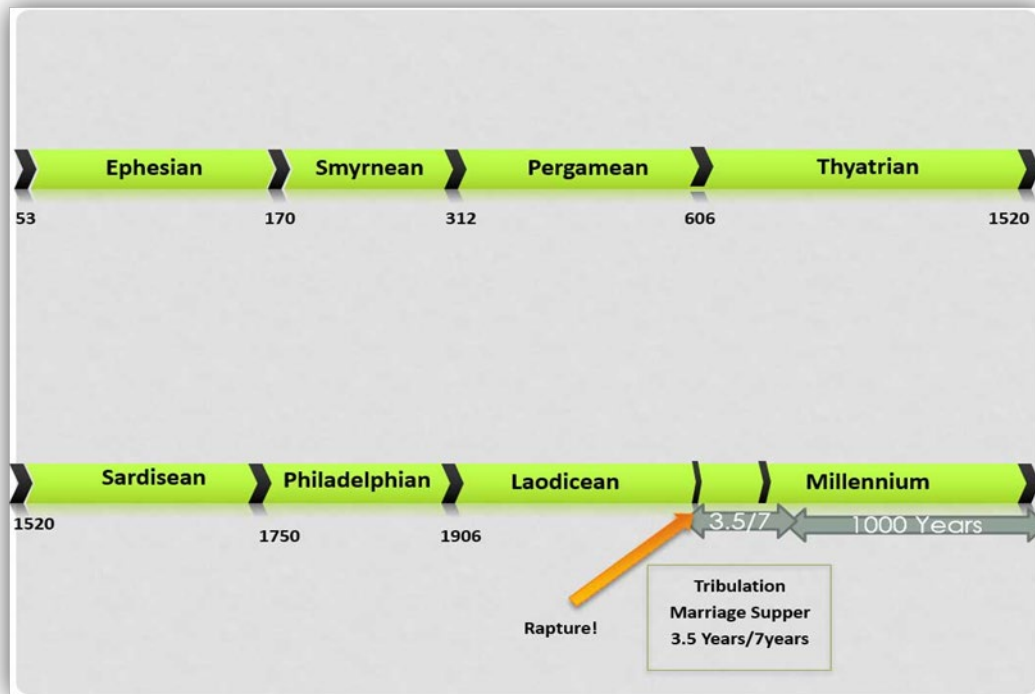 Ephesian Smyrnean Pergamean Thyatrian
53 170 312 606 1520
Sardisean Philadelphian Laodicean Millennium
1520 1750 1906
3.5/7 1000 Years
Rapture!
Tribulation
Marriage Supper
3.5 Years/7years